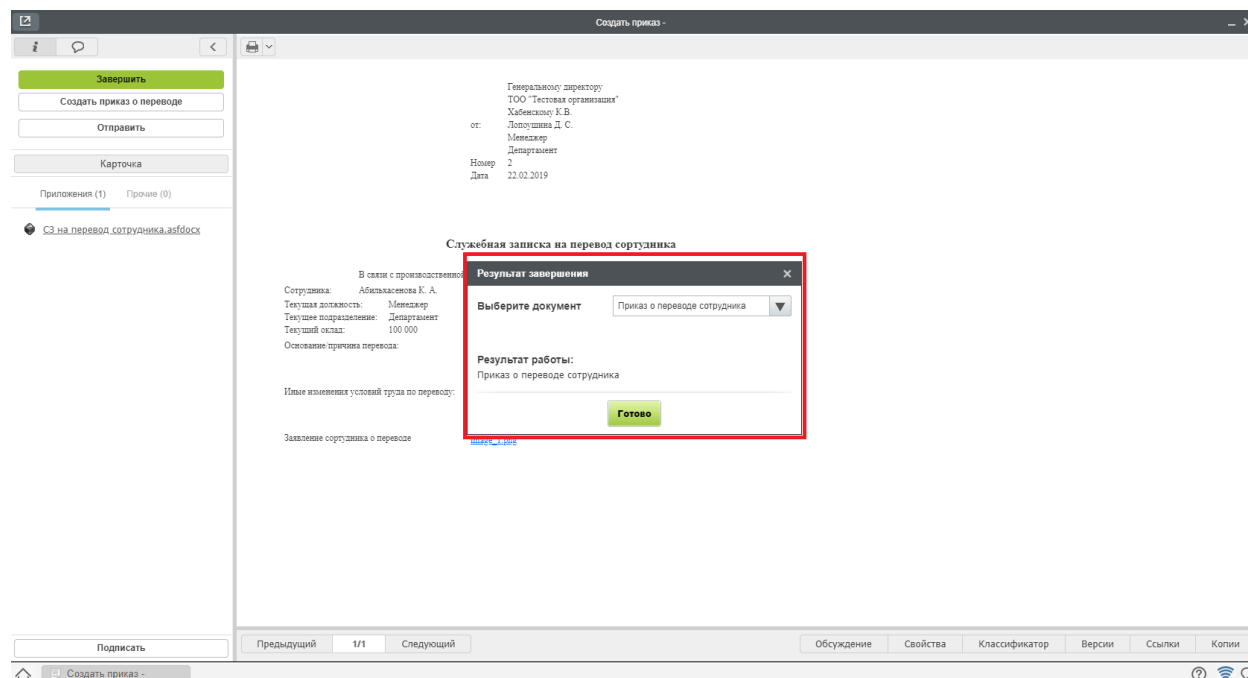 Создать приказ -
Завершить
Создать приказ о переводе
Отправить
Карточка
Приложения (1) Прочие (0)
СЗ на перевод сотрудника.asfdocx
Подписать
Генеральному директору
ТОО "Тестовая организация"
Хабенскому К.В.
от: Лопоушина Д. С.
Менеджер
Департамент
Номер 2
Дата 22.02.2019
Служебная записка на перевод сортудника
В связи с производственной
Сотрудника: Абильхасенова К. А.
Текущая должность: Менеджер
Текущее подразделение: Департамент
Текущий оклад: 100 000
Основание/причина перевода:
Иные изменения условий труда по переводу:
Заявление сортудника о переводе image_1.png
Результат завершения
Выберите документ Приказ о переводе сотрудника
Результат работы:
Приказ о переводе сотрудника
Готово
Предыдущий 1/1 Следующий Обсуждение Свойства Классификатор Версии Ссылки Копии
Создать приказ -